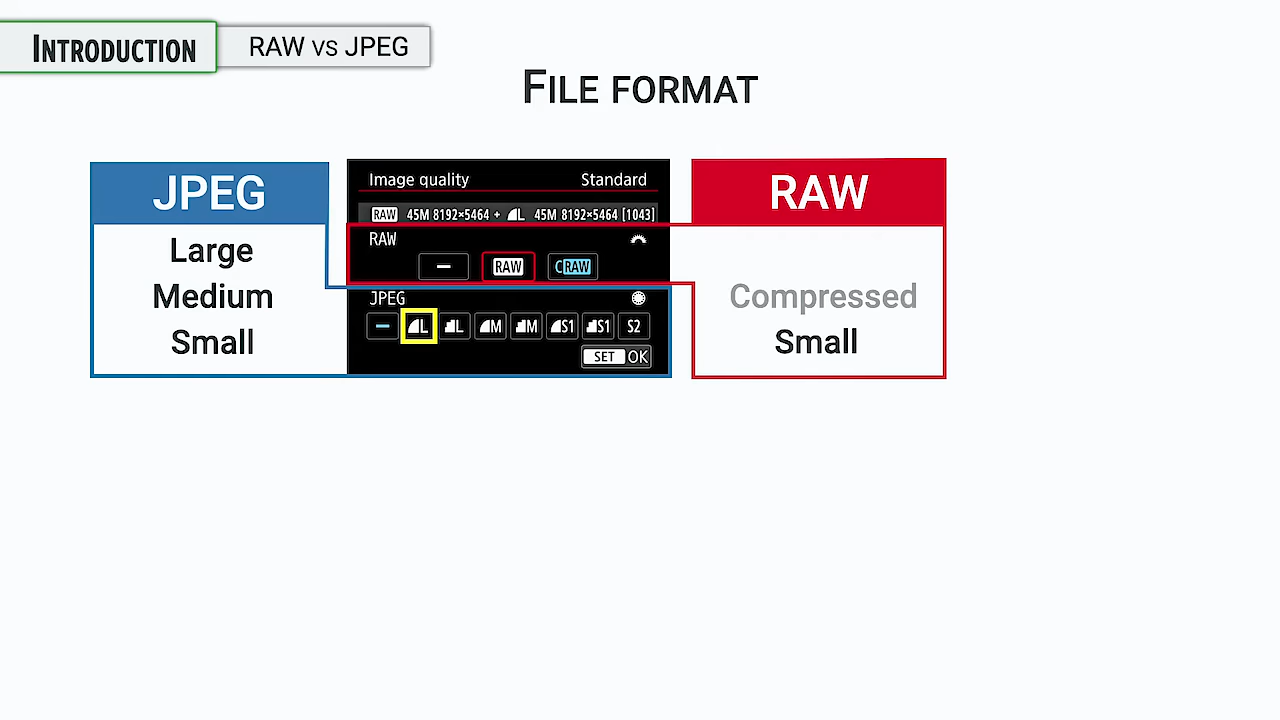 INTRODUCTION
RAW VS JPEG
FILE FORMAT
JPEG
Large
Medium
Small
Image quality Standard
RAW 45M 8192×5464 + L 45M 8192×5464 [1043]
RAW
– RAW CRAW
JPEG
– L L M M S1 S1 S2
SET OK
RAW
Compressed
Small